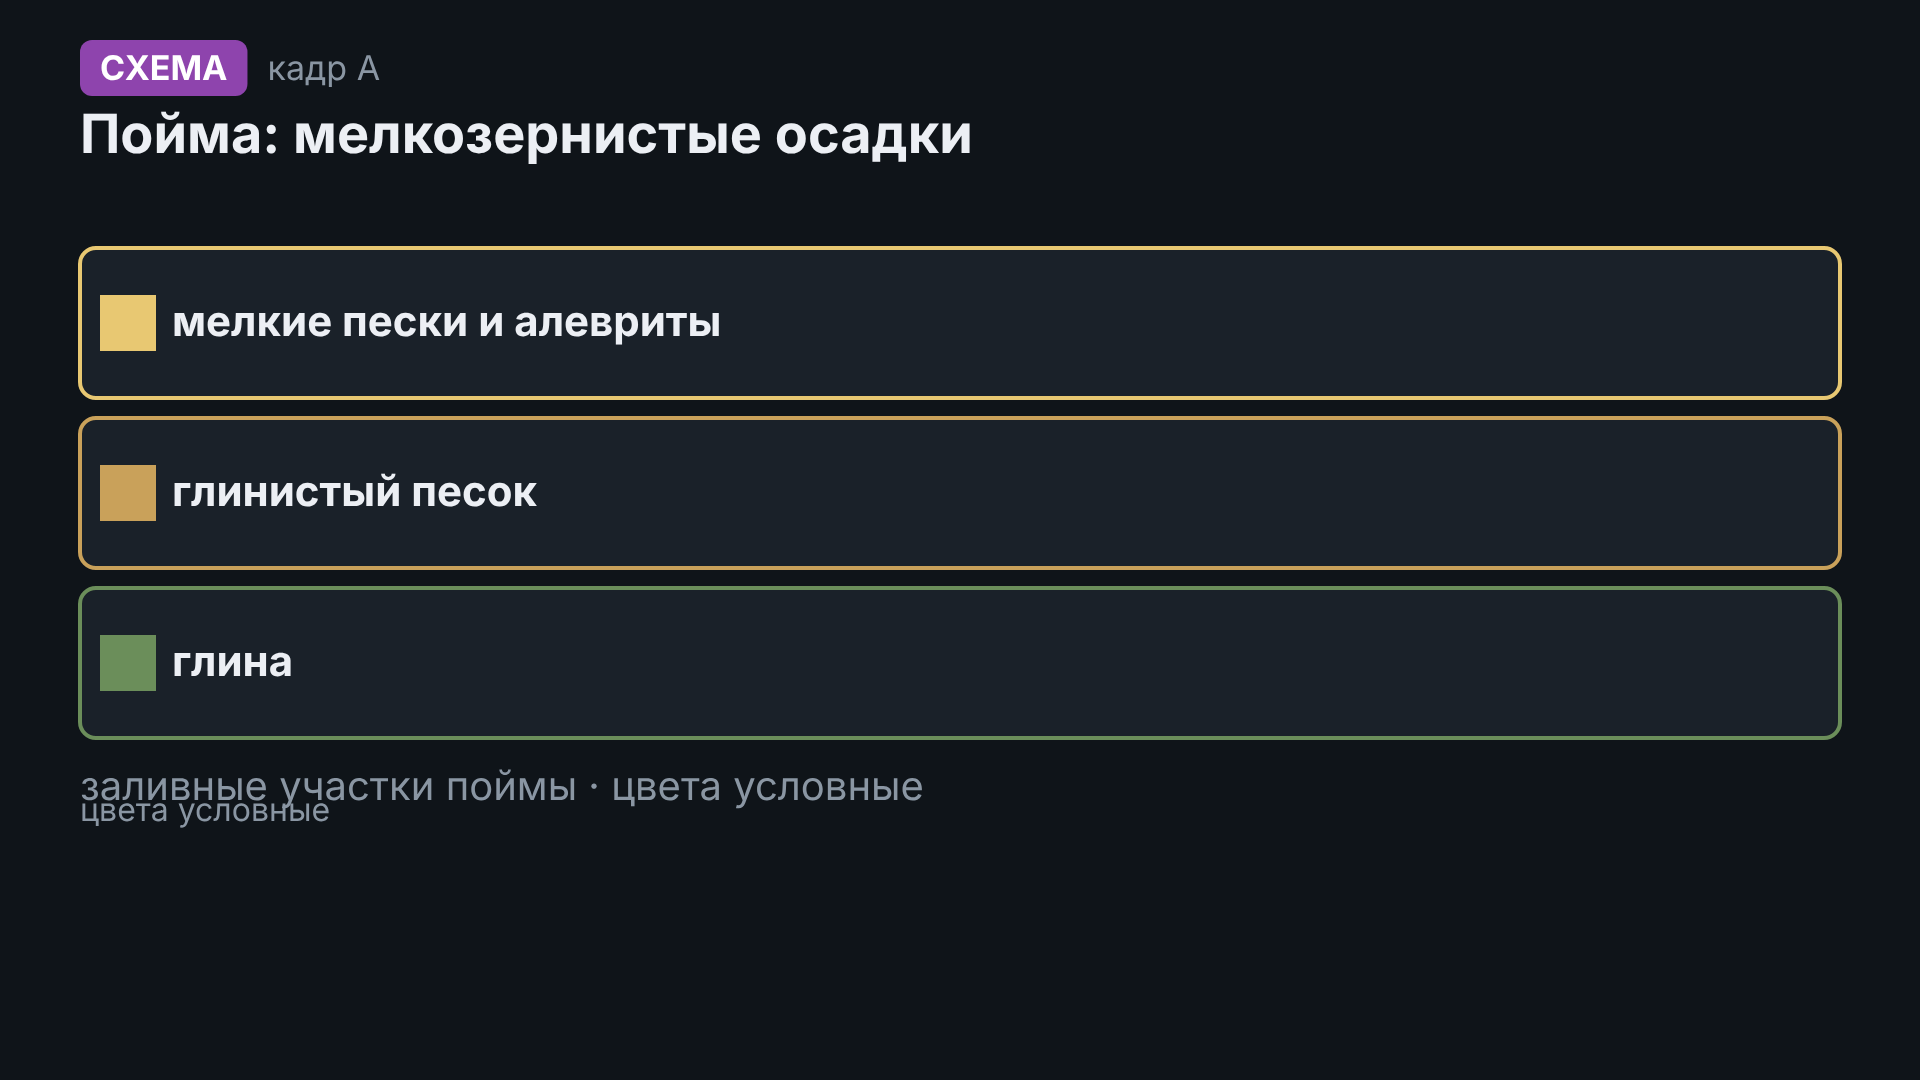 СХЕМА кадр А
Пойма: мелкозернистые осадки
мелкие пески и алевриты
глинистый песок
глина
заливные участки поймы · цвета условные
цвета условные